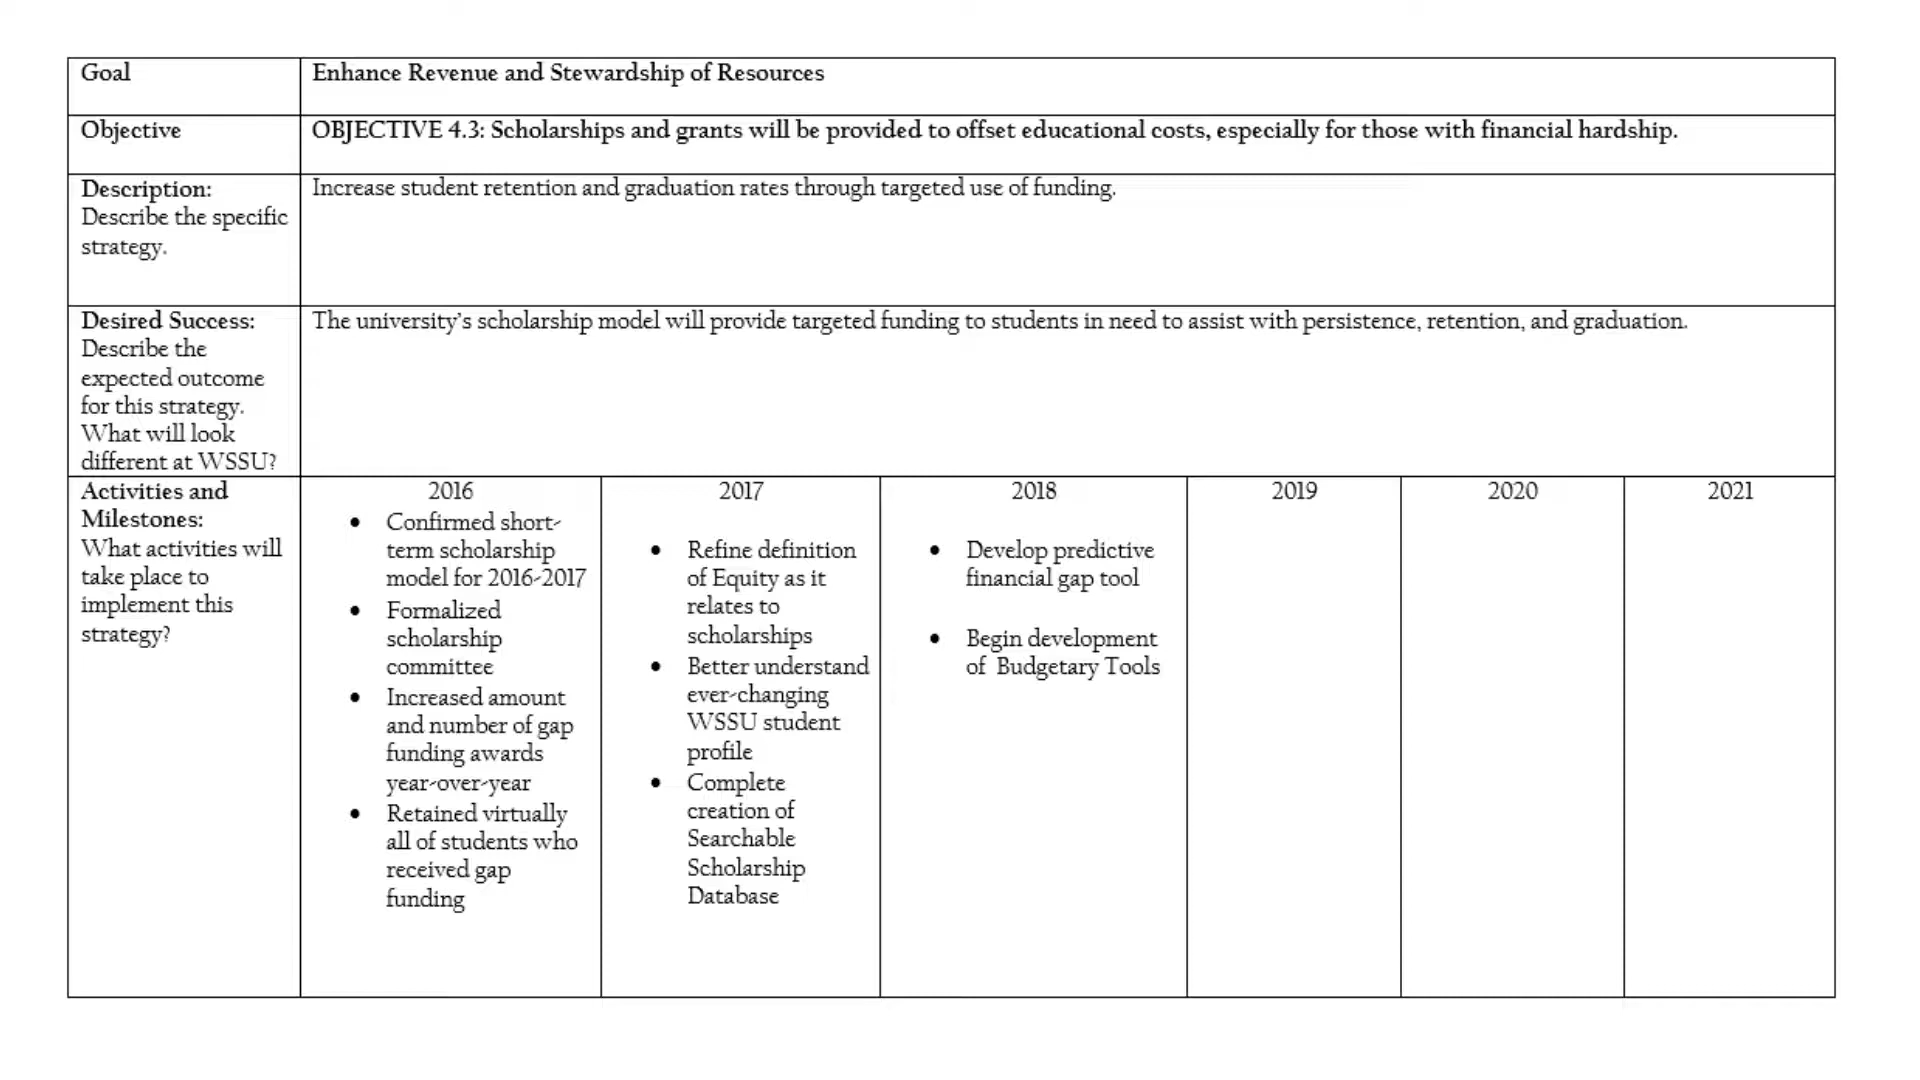 Goal
Enhance Revenue and Stewardship of Resources
Objective
OBJECTIVE 4.3: Scholarships and grants will be provided to offset educational costs, especially for those with financial hardship.
Description:
Describe the specific
strategy.
Increase student retention and graduation rates through targeted use of funding.
Desired Success:
Describe the
expected outcome
for this strategy.
What will look
different at WSSU?
The university's scholarship model will provide targeted funding to students in need to assist with persistence, retention, and graduation.
Activities and
Milestones:
What activities will
take place to
implement this
strategy?
2016
• Confirmed short-
term scholarship
model for 2016-2017
• Formalized
scholarship
committee
• Increased amount
and number of gap
funding awards
year-over-year
• Retained virtually
all of students who
received gap
funding
2017
• Refine definition
of Equity as it
relates to
scholarships
• Better understand
ever-changing
WSSU student
profile
• Complete
creation of
Searchable
Scholarship
Database
2018
• Develop predictive
financial gap tool
• Begin development
of Budgetary Tools
2019
2020
2021